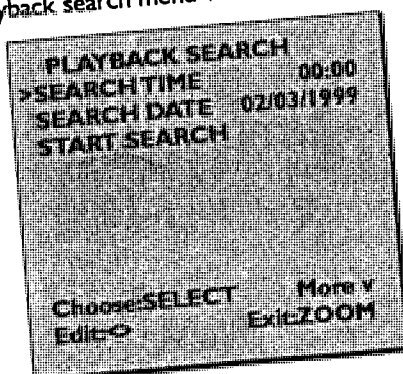 yback search menu
PLAYBACK SEARCH
>SEARCH TIME 00:00
SEARCH DATE 02/03/1999
START SEARCH
Choose:SELECT More v
Edit:<> Exit:ZOOM